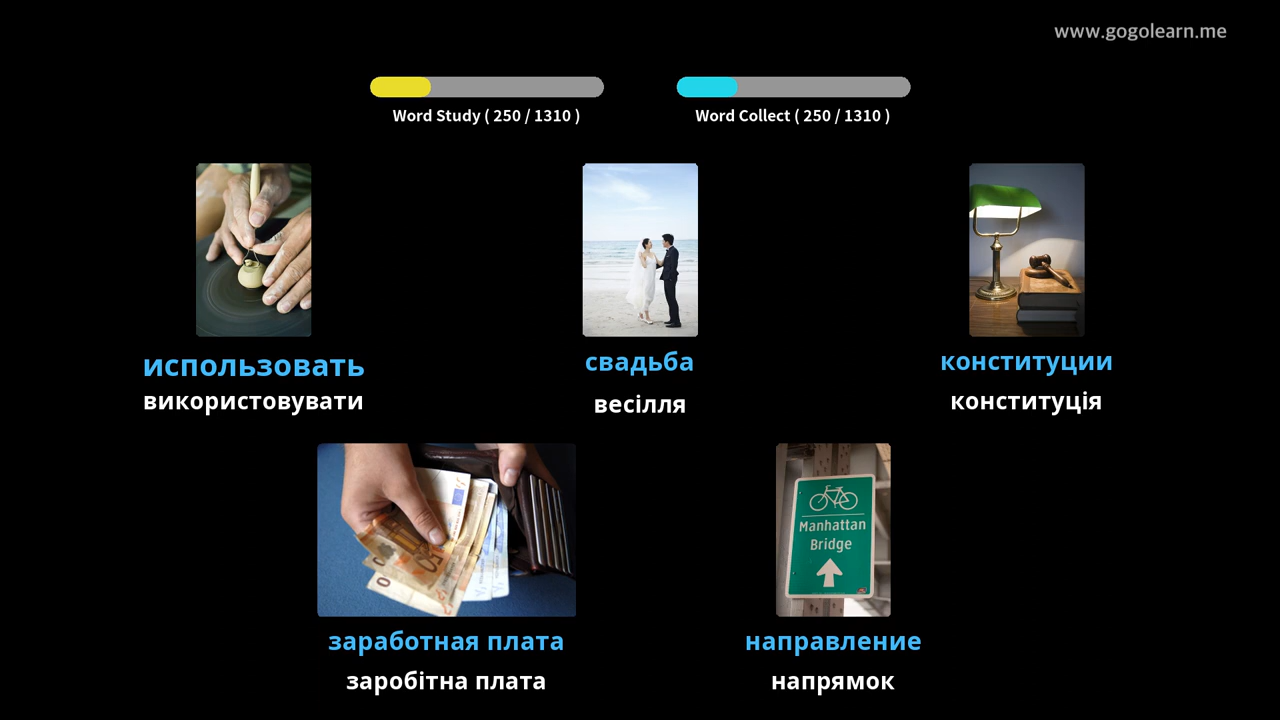 www.gogolearn.me
Word Study ( 250 / 1310 )
Word Collect ( 250 / 1310 )
использовать
використовувати
свадьба
весілля
конституции
конституція
Manhattan
Bridge
заработная плата
заробітна плата
направление
напрямок